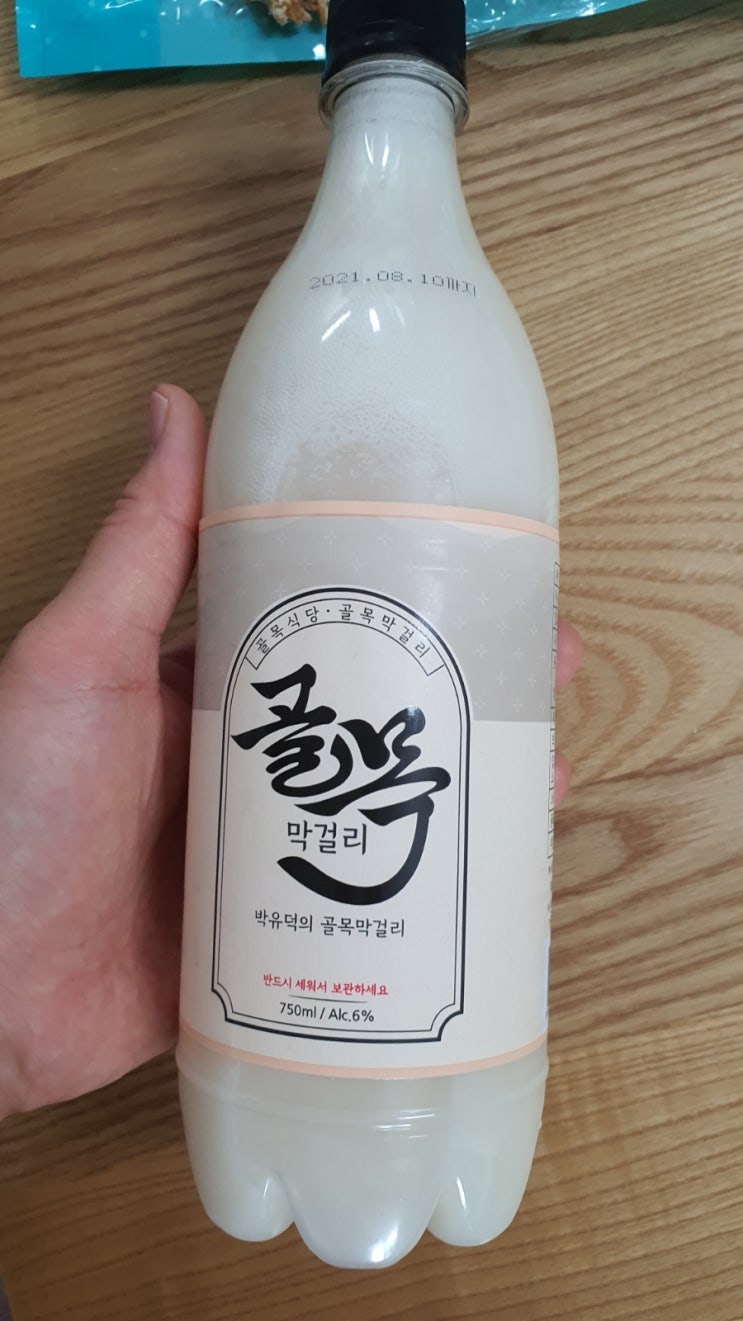 2021.08.10까지
골목식당·골목막걸리
골목
막걸리
박유덕의 골목막걸리
반드시 세워서 보관하세요
750ml / Alc.6%